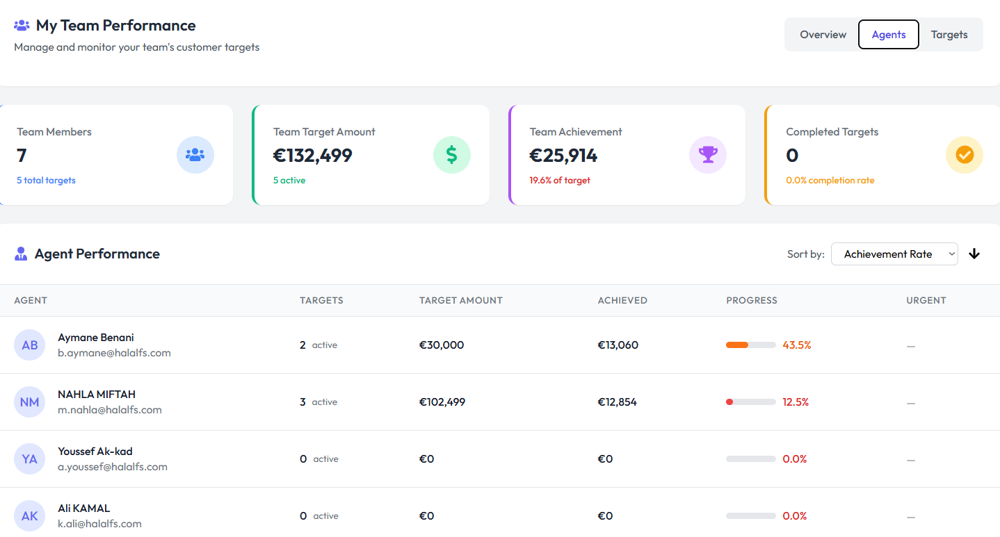 My Team Performance
Manage and monitor your team's customer targets
Overview Agents Targets
Team Members
7
5 total targets
Team Target Amount
€132,499
5 active
Team Achievement
€25,914
19.6% of target
Completed Targets
0
0.0% completion rate
Agent Performance
Sort by: Achievement Rate
AGENT TARGETS TARGET AMOUNT ACHIEVED PROGRESS URGENT
AB
Aymane Benani
b.aymane@halalfs.com
2 active €30,000 €13,060 43.5% —
NM
NAHLA MIFTAH
m.nahla@halalfs.com
3 active €102,499 €12,854 12.5% —
YA
Youssef Ak-kad
a.youssef@halalfs.com
0 active €0 €0 0.0% —
AK
Ali KAMAL
k.ali@halalfs.com
0 active €0 €0 0.0% —